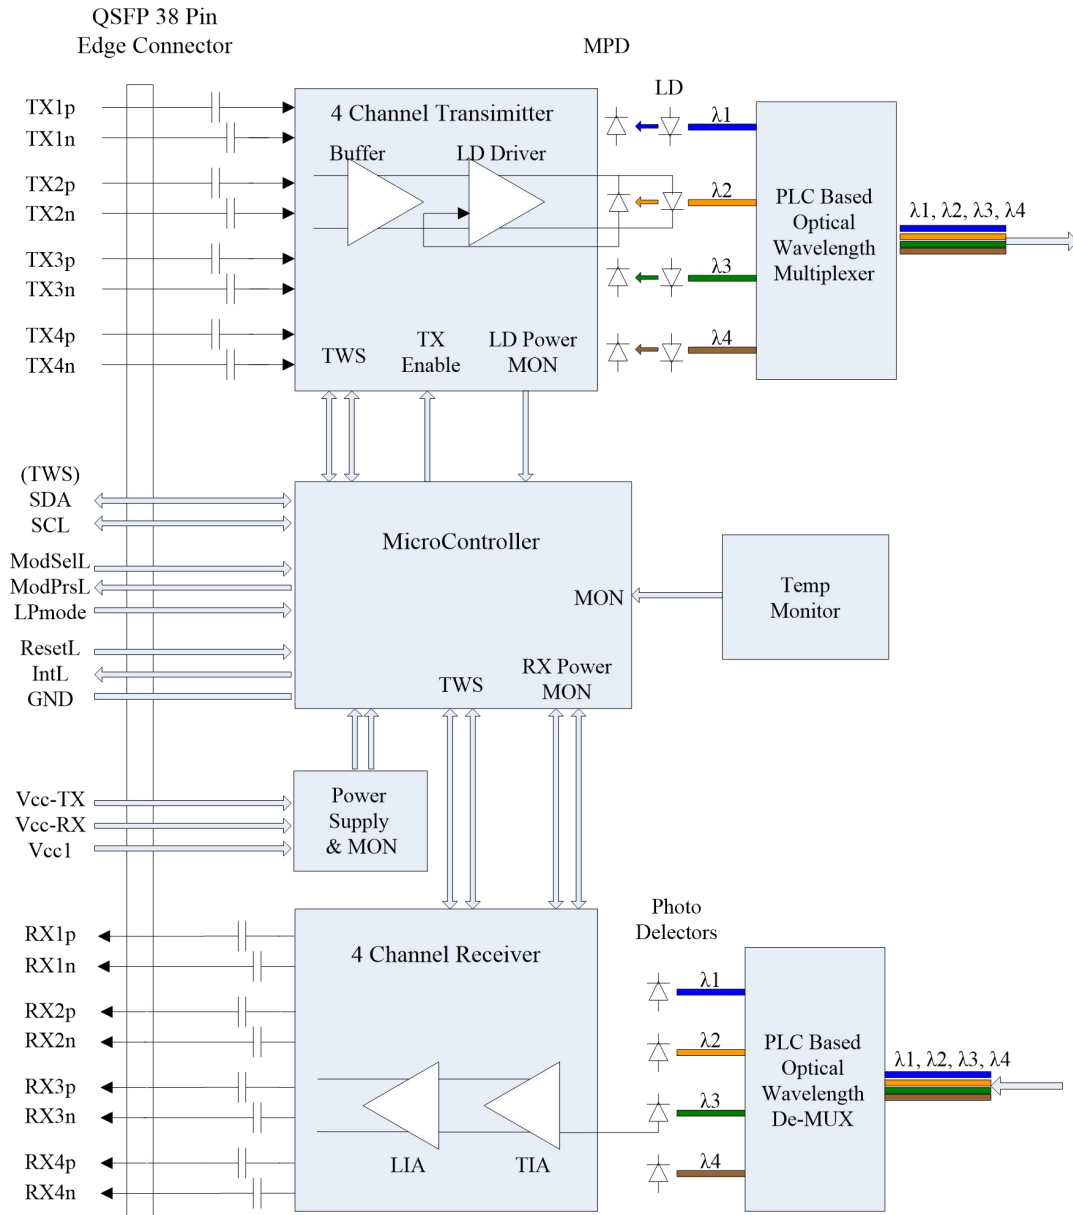 QSFP 38 Pin
Edge Connector
MPD
LD
TX1p
TX1n
TX2p
TX2n
TX3p
TX3n
TX4p
TX4n
4 Channel Transimitter
Buffer
LD Driver
TWS
TX
Enable
LD Power
MON
λ1
λ2
λ3
λ4
PLC Based
Optical
Wavelength
Multiplexer
λ1, λ2, λ3, λ4
(TWS)
SDA
SCL
ModSelL
ModPrsL
LPmode
ResetL
IntL
GND
MicroController
MON
TWS
RX Power
MON
Temp
Monitor
Vcc-TX
Vcc-RX
Vcc1
Power
Supply
& MON
RX1p
RX1n
RX2p
RX2n
RX3p
RX3n
RX4p
RX4n
4 Channel Receiver
LIA
TIA
Photo
Delectors
λ1
λ2
λ3
λ4
PLC Based
Optical
Wavelength
De-MUX
λ1, λ2, λ3, λ4